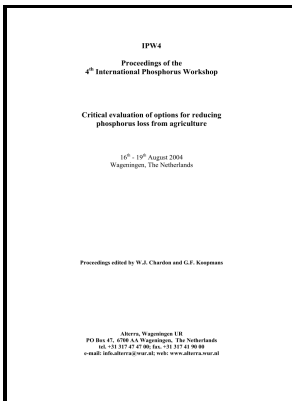 IPW4
Proceedings of the
4th International Phosphorus Workshop
Critical evaluation of options for reducing
phosphorus loss from agriculture
16th - 19th August 2004
Wageningen, The Netherlands
Proceedings edited by W.J. Chardon and G.F. Koopmans
Alterra, Wageningen UR
PO Box 47, 6700 AA Wageningen, The Netherlands
tel. +31 317 47 47 00; fax. +31 317 41 90 00
e-mail: info.alterra@wur.nl; web: www.alterra.wur.nl